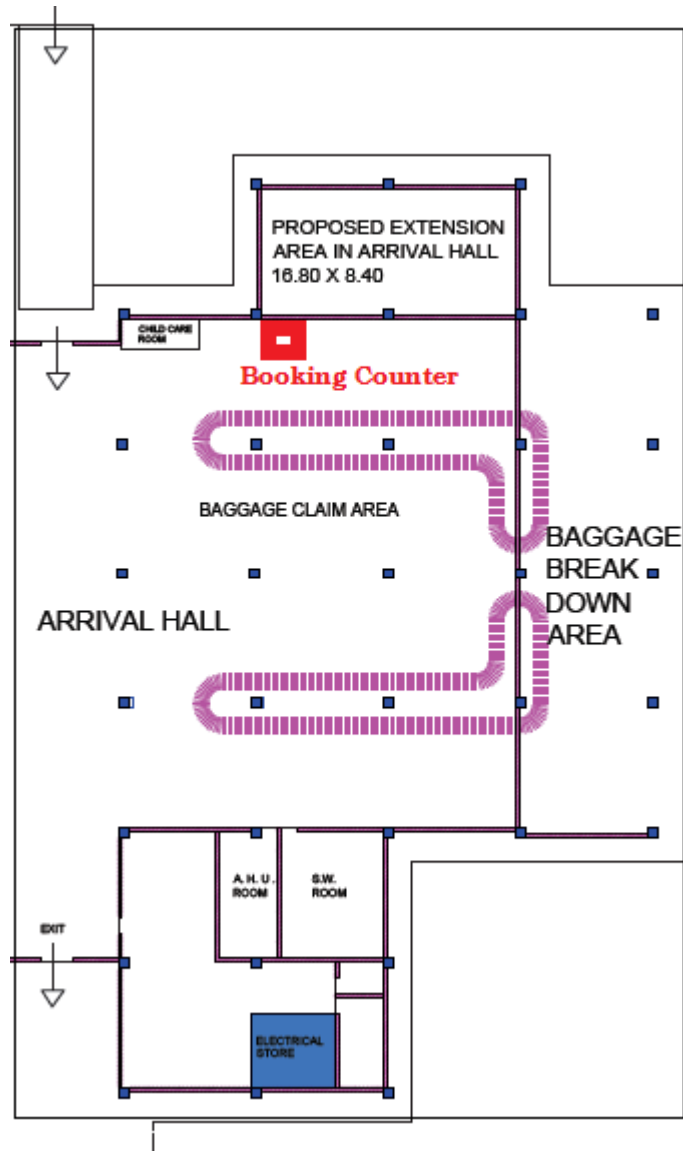 PROPOSED EXTENSION
AREA IN ARRIVAL HALL
16.80 X 8.40
CHILD CARE
ROOM
Booking Counter
BAGGAGE CLAIM AREA
BAGGAGE
BREAK
DOWN
AREA
ARRIVAL HALL
A. H. U.
ROOM
S.W.
ROOM
EXIT
ELECTRICAL
STORE